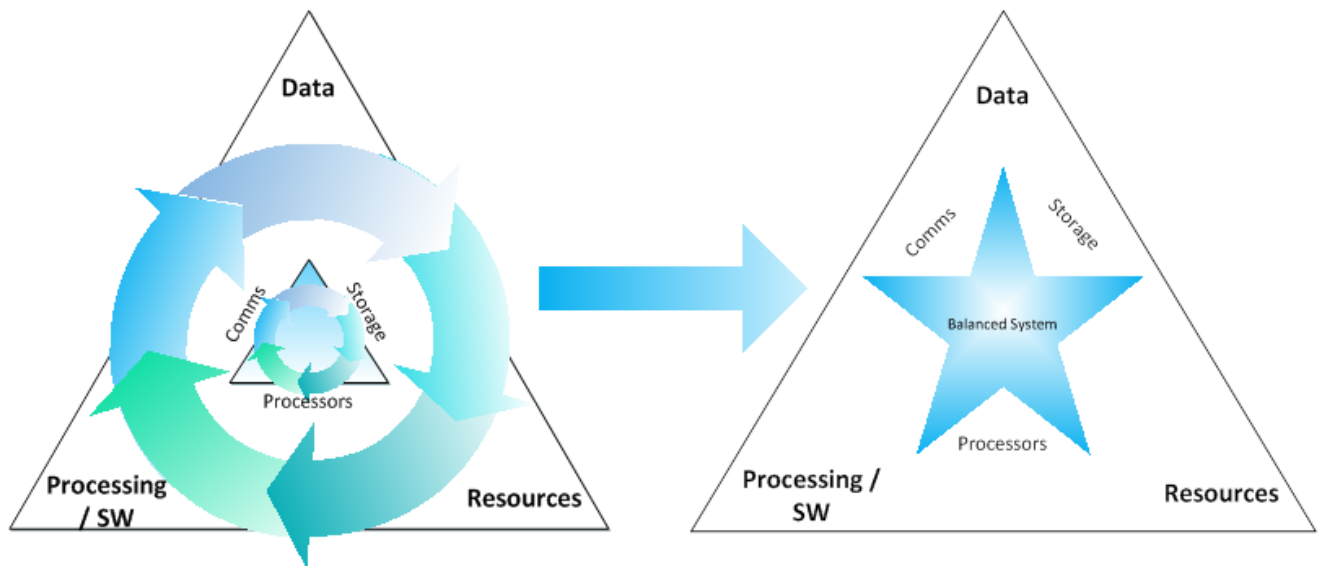 Data
Comms
Storage
Processors
Processing
/ SW
Resources
Data
Comms
Storage
Balanced System
Processors
Processing /
SW
Resources